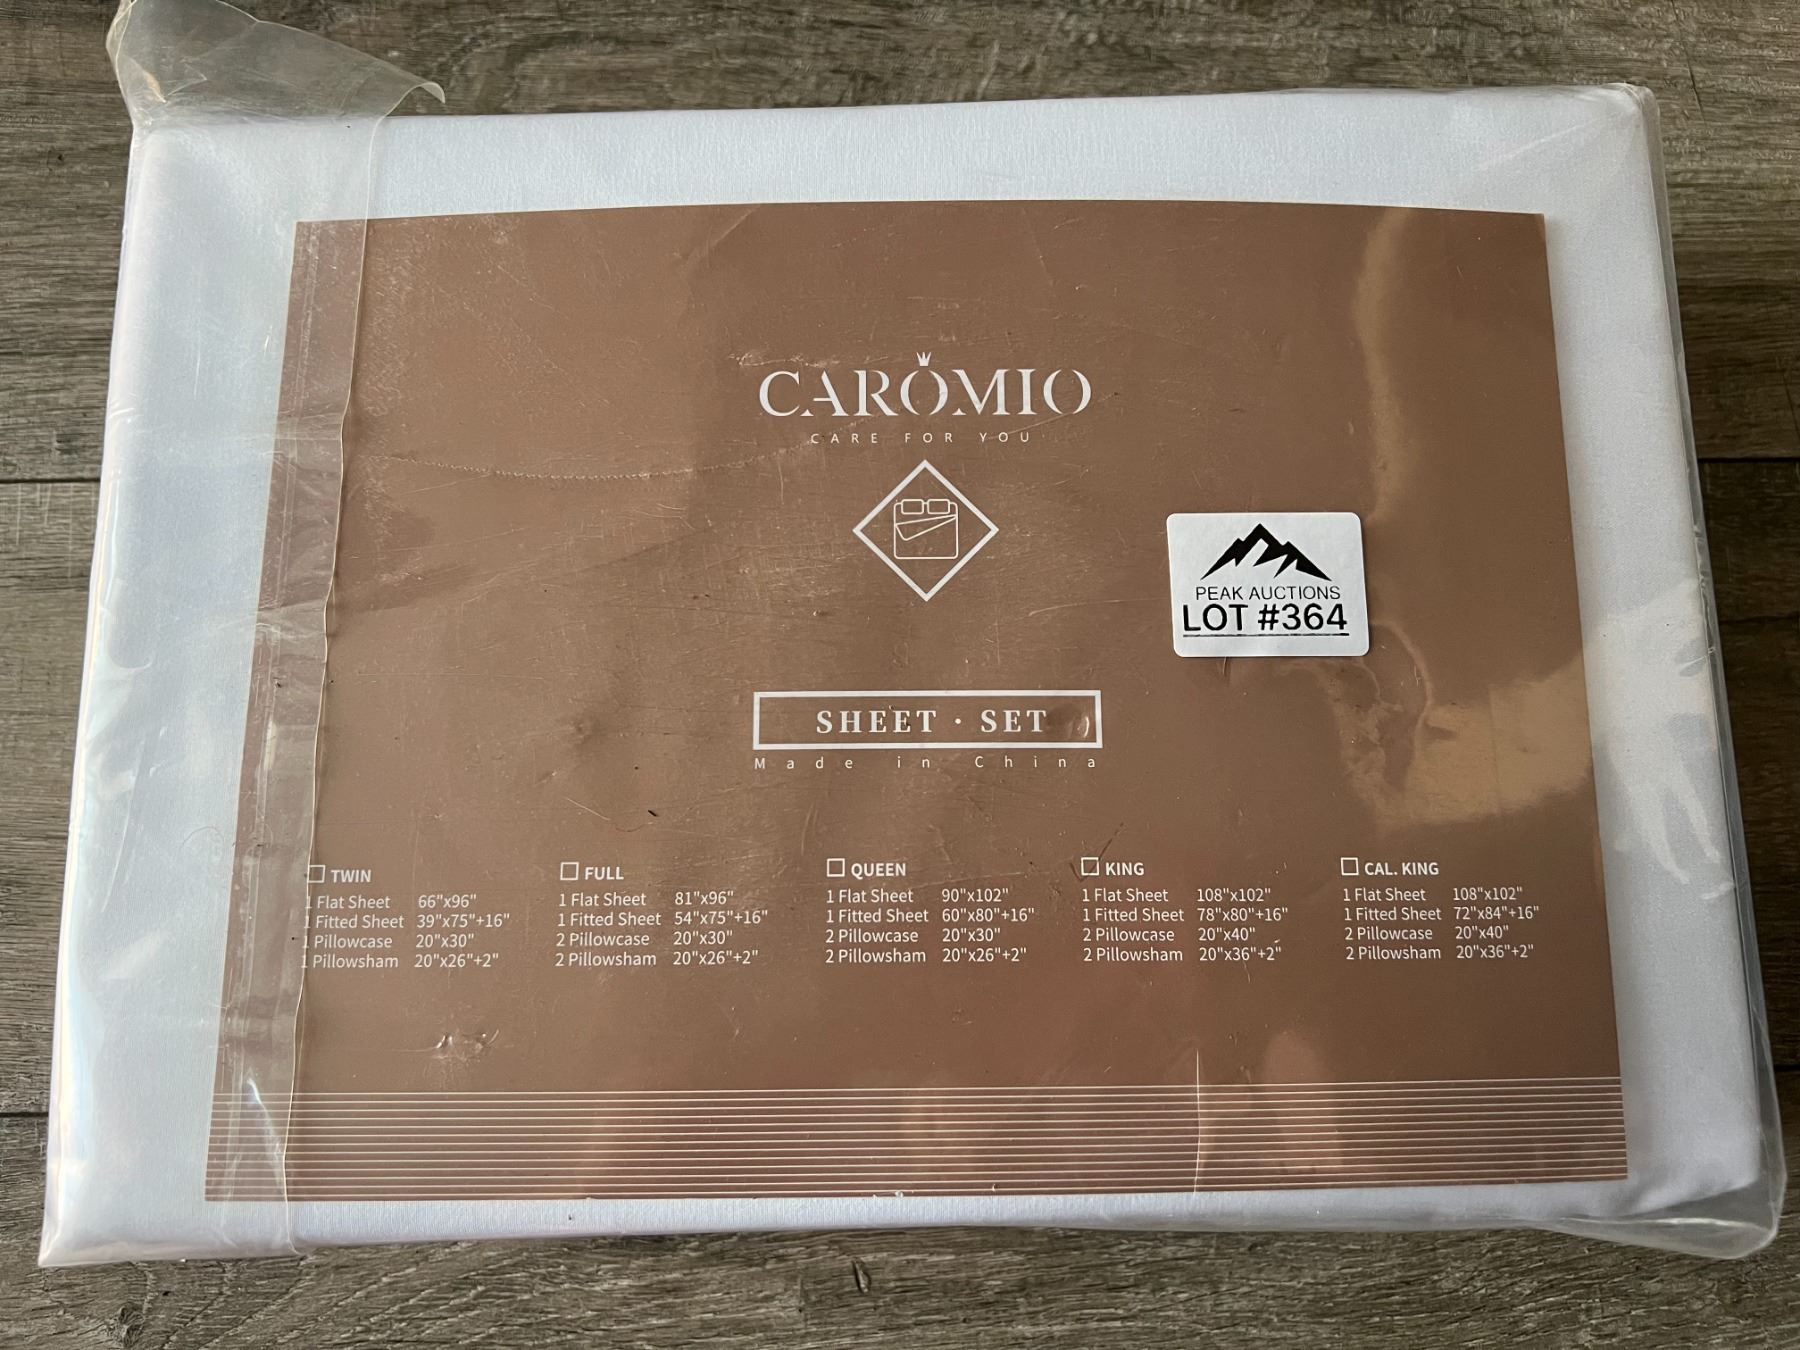 CAROMIO
CARE FOR YOU
PEAK AUCTIONS
LOT #364
SHEET · SET
Made in China
TWIN
1 Flat Sheet 66"x96"
1 Fitted Sheet 39"x75"+16"
1 Pillowcase 20"x30"
1 Pillowsham 20"x26"+2"
FULL
1 Flat Sheet 81"x96"
1 Fitted Sheet 54"x75"+16"
2 Pillowcase 20"x30"
2 Pillowsham 20"x26"+2"
QUEEN
1 Flat Sheet 90"x102"
1 Fitted Sheet 60"x80"+16"
2 Pillowcase 20"x30"
2 Pillowsham 20"x26"+2"
KING
1 Flat Sheet 108"x102"
1 Fitted Sheet 78"x80"+16"
2 Pillowcase 20"x40"
2 Pillowsham 20"x36"+2"
CAL. KING
1 Flat Sheet 108"x102"
1 Fitted Sheet 72"x84"+16"
2 Pillowcase 20"x40"
2 Pillowsham 20"x36"+2"